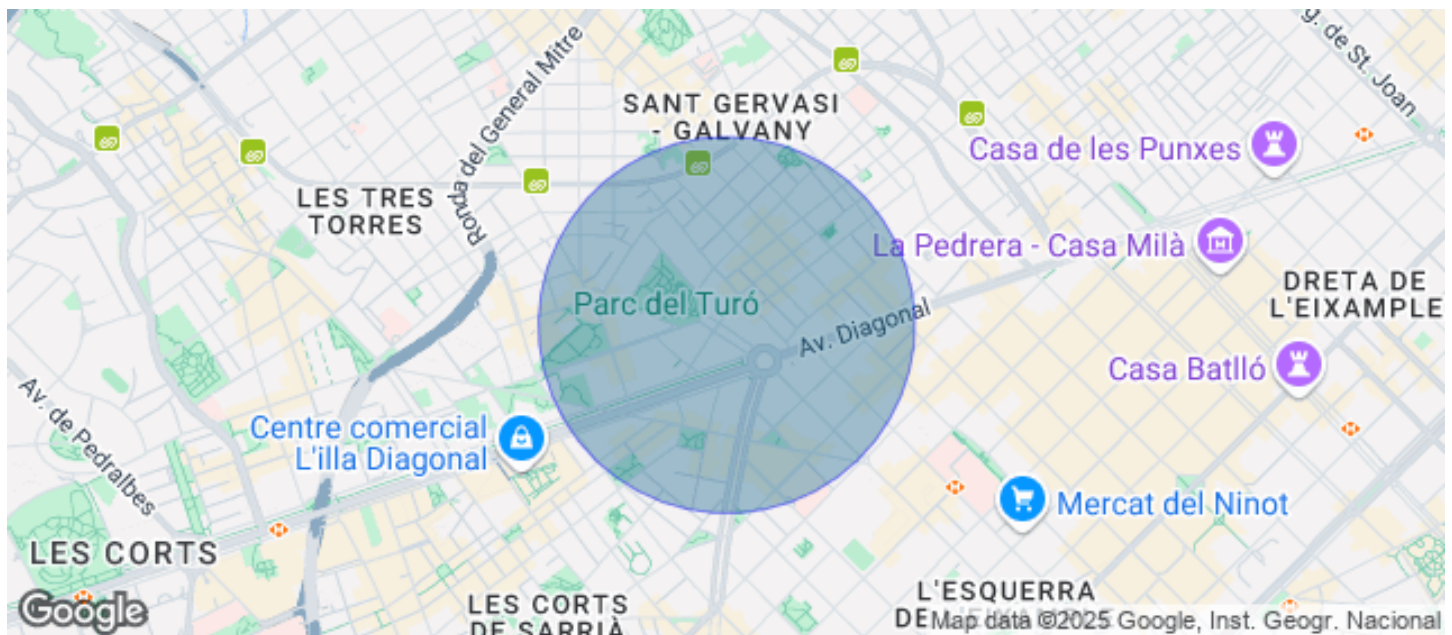 g. de St. Joan
Ronda del General Mitre
SANT GERVASI
- GALVANY
Casa de les Punxes
LES TRES
TORRES
La Pedrera - Casa Milà
DRETA DE
L'EIXAMPLE
Parc del Turó
Av. Diagonal
Casa Batlló
Av. de Pedralbes
Centre comercial
L'illa Diagonal
Mercat del Ninot
LES CORTS
L'ESQUERRA
DE L'EIXAMPLE
LES CORTS
DE SARRIÀ
Google
Map data ©2025 Google, Inst. Geogr. Nacional